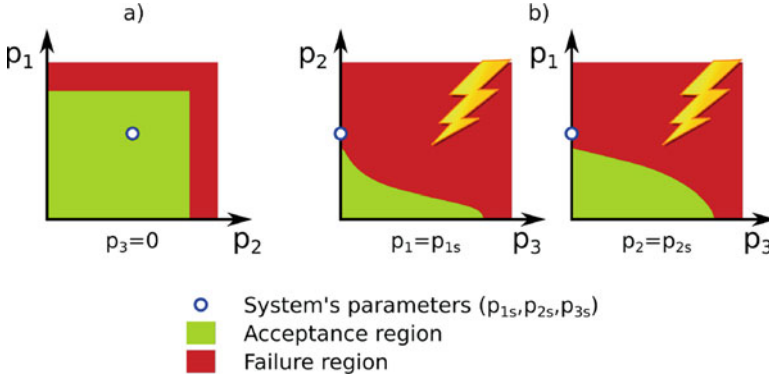 a)
b)
p₁
p₂
p₁
p₃=0
p₂
p₁=p₁ₛ
p₃
p₂=p₂ₛ
p₃
System's parameters (p₁ₛ,p₂ₛ,p₃ₛ)
Acceptance region
Failure region